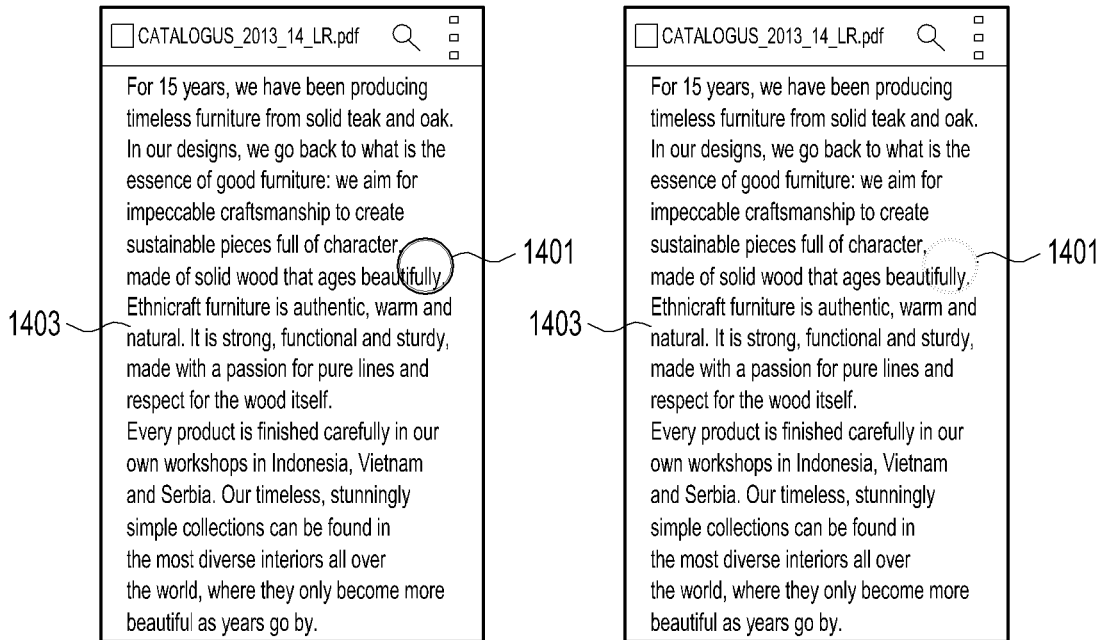 CATALOGUS_2013_14_LR.pdf
For 15 years, we have been producing
timeless furniture from solid teak and oak.
In our designs, we go back to what is the
essence of good furniture: we aim for
impeccable craftsmanship to create
sustainable pieces full of character,
made of solid wood that ages beautifully.
Ethnicraft furniture is authentic, warm and
natural. It is strong, functional and sturdy,
made with a passion for pure lines and
respect for the wood itself.
Every product is finished carefully in our
own workshops in Indonesia, Vietnam
and Serbia. Our timeless, stunningly
simple collections can be found in
the most diverse interiors all over
the world, where they only become more
beautiful as years go by.
1401
1403
CATALOGUS_2013_14_LR.pdf
For 15 years, we have been producing
timeless furniture from solid teak and oak.
In our designs, we go back to what is the
essence of good furniture: we aim for
impeccable craftsmanship to create
sustainable pieces full of character,
made of solid wood that ages beautifully.
Ethnicraft furniture is authentic, warm and
natural. It is strong, functional and sturdy,
made with a passion for pure lines and
respect for the wood itself.
Every product is finished carefully in our
own workshops in Indonesia, Vietnam
and Serbia. Our timeless, stunningly
simple collections can be found in
the most diverse interiors all over
the world, where they only become more
beautiful as years go by.
1401
1403